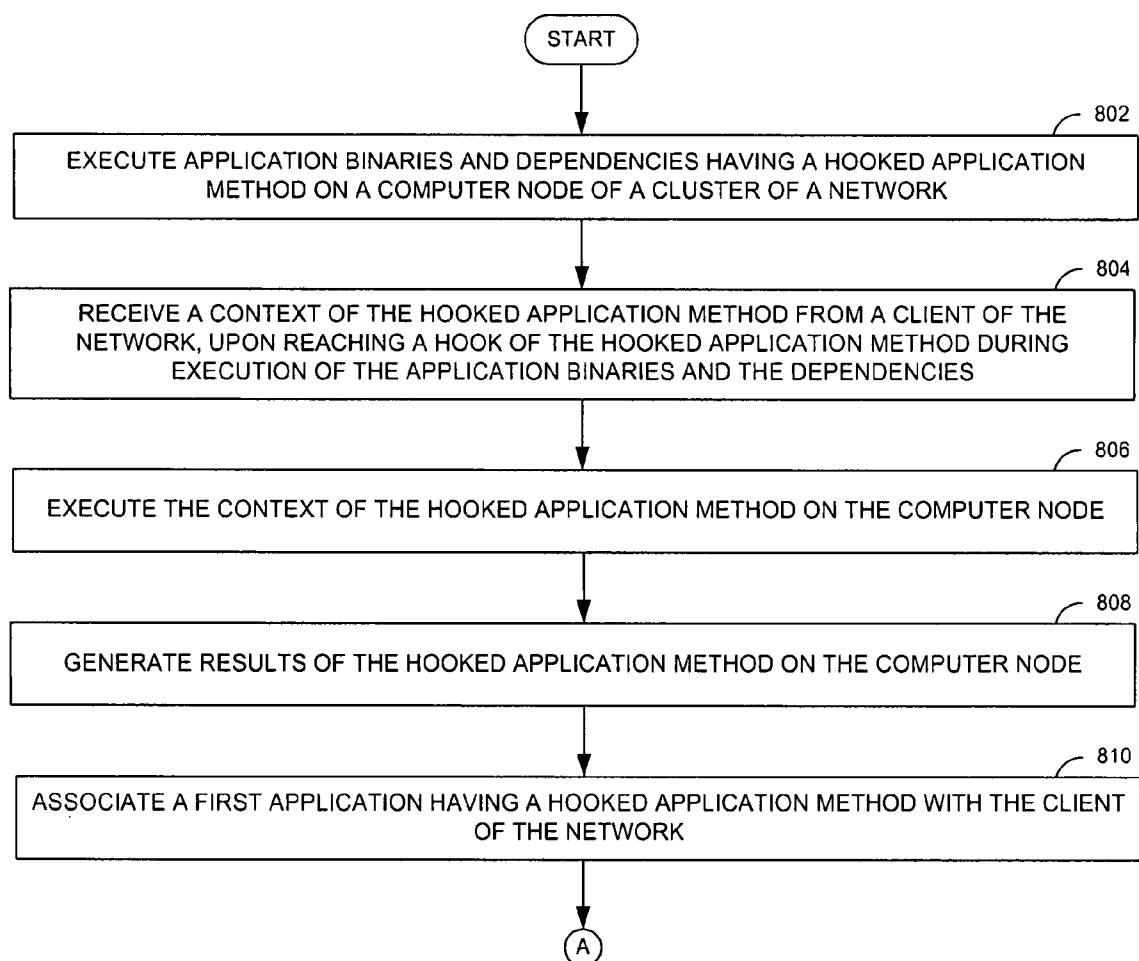 START
802
EXECUTE APPLICATION BINARIES AND DEPENDENCIES HAVING A HOOKED APPLICATION
METHOD ON A COMPUTER NODE OF A CLUSTER OF A NETWORK
804
RECEIVE A CONTEXT OF THE HOOKED APPLICATION METHOD FROM A CLIENT OF THE
NETWORK, UPON REACHING A HOOK OF THE HOOKED APPLICATION METHOD DURING
EXECUTION OF THE APPLICATION BINARIES AND THE DEPENDENCIES
806
EXECUTE THE CONTEXT OF THE HOOKED APPLICATION METHOD ON THE COMPUTER NODE
808
GENERATE RESULTS OF THE HOOKED APPLICATION METHOD ON THE COMPUTER NODE
810
ASSOCIATE A FIRST APPLICATION HAVING A HOOKED APPLICATION METHOD WITH THE CLIENT
OF THE NETWORK
A